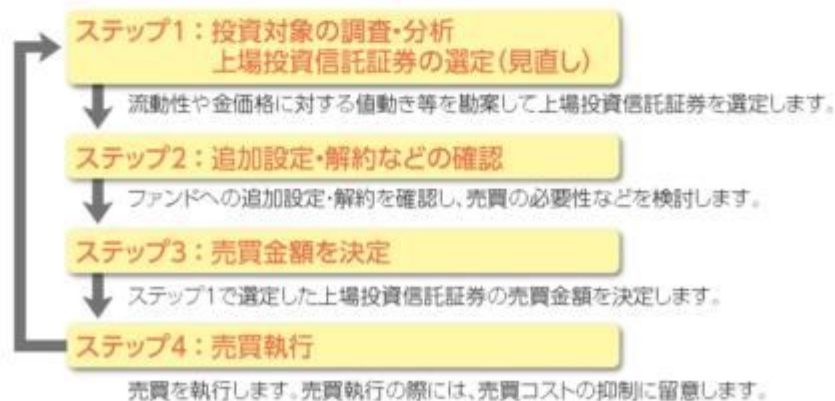 ステップ1：投資対象の調査・分析
上場投資信託証券の選定（見直し）
流動性や金価格に対する値動き等を勘案して上場投資信託証券を選定します。
ステップ2：追加設定・解約などの確認
ファンドへの追加設定・解約を確認し、売買の必要性などを検討します。
ステップ3：売買金額を決定
ステップ1で選定した上場投資信託証券の売買金額を決定します。
ステップ4：売買執行
売買を執行します。売買執行の際には、売買コストの抑制に留意します。